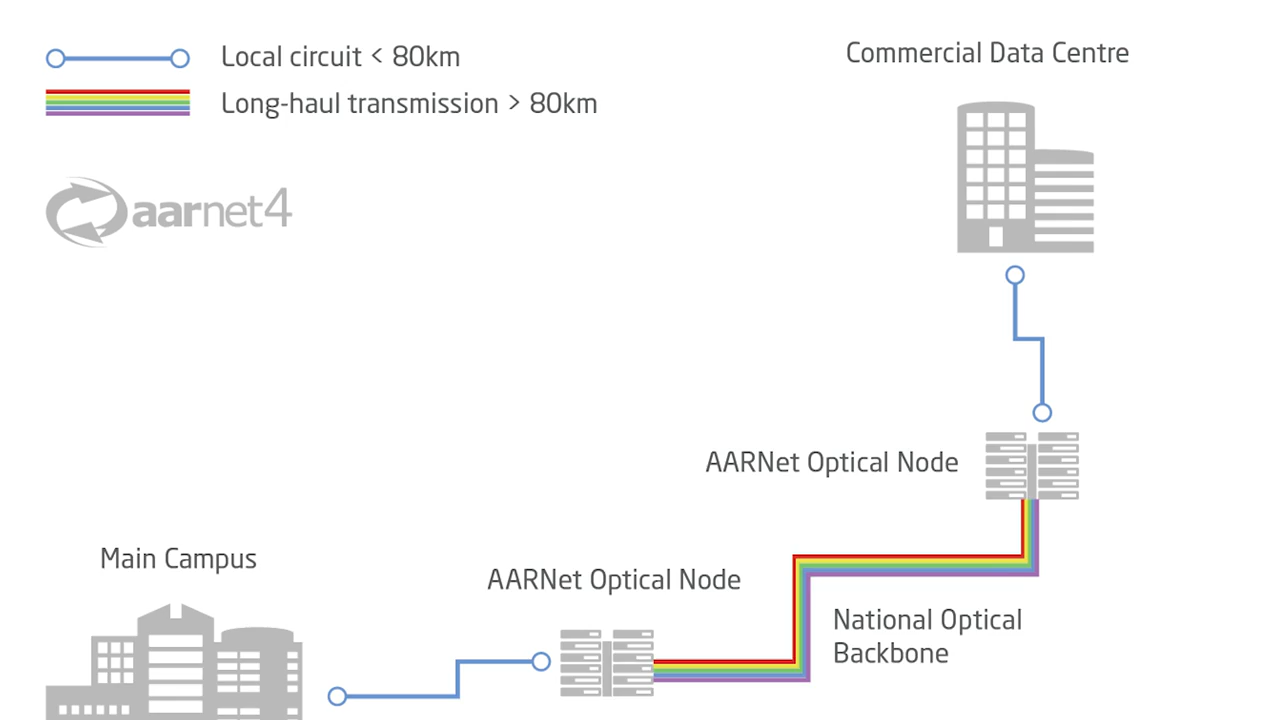 Local circuit < 80km
Long-haul transmission > 80km
aarnet4
Commercial Data Centre
AARNet Optical Node
Main Campus
AARNet Optical Node
National Optical
Backbone